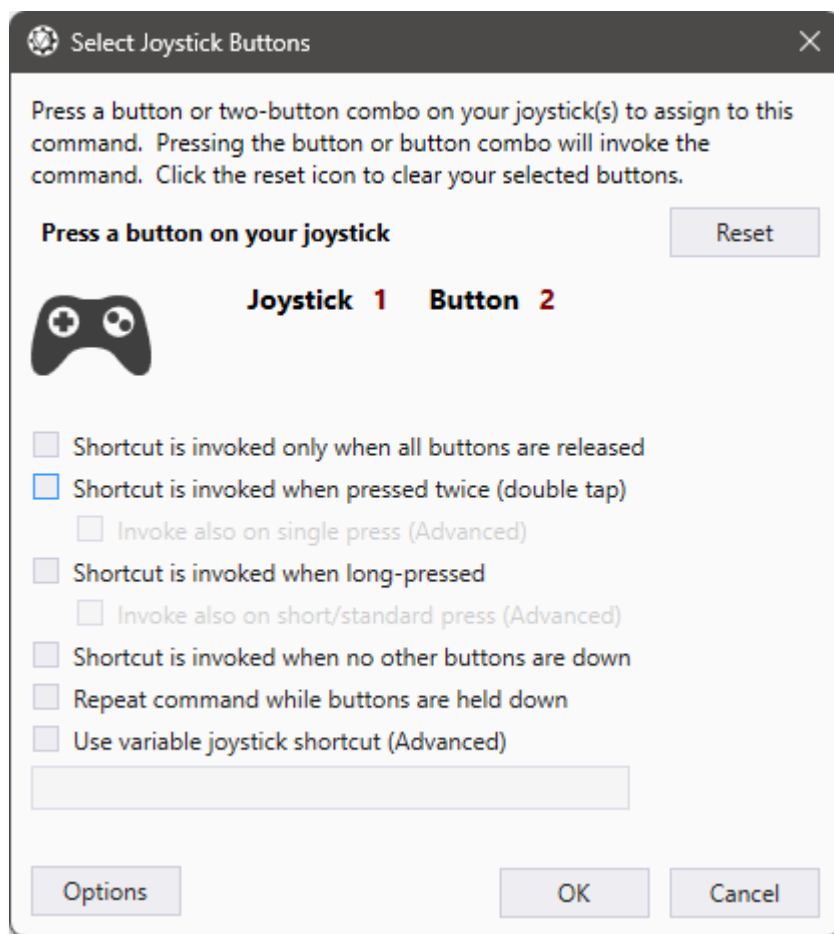 Select Joystick Buttons
Press a button or two-button combo on your joystick(s) to assign to this
command.  Pressing the button or button combo will invoke the
command.  Click the reset icon to clear your selected buttons.
Press a button on your joystick
Reset
Joystick 1 Button 2
Shortcut is invoked only when all buttons are released
Shortcut is invoked when pressed twice (double tap)
Invoke also on single press (Advanced)
Shortcut is invoked when long-pressed
Invoke also on short/standard press (Advanced)
Shortcut is invoked when no other buttons are down
Repeat command while buttons are held down
Use variable joystick shortcut (Advanced)
Options
OK
Cancel